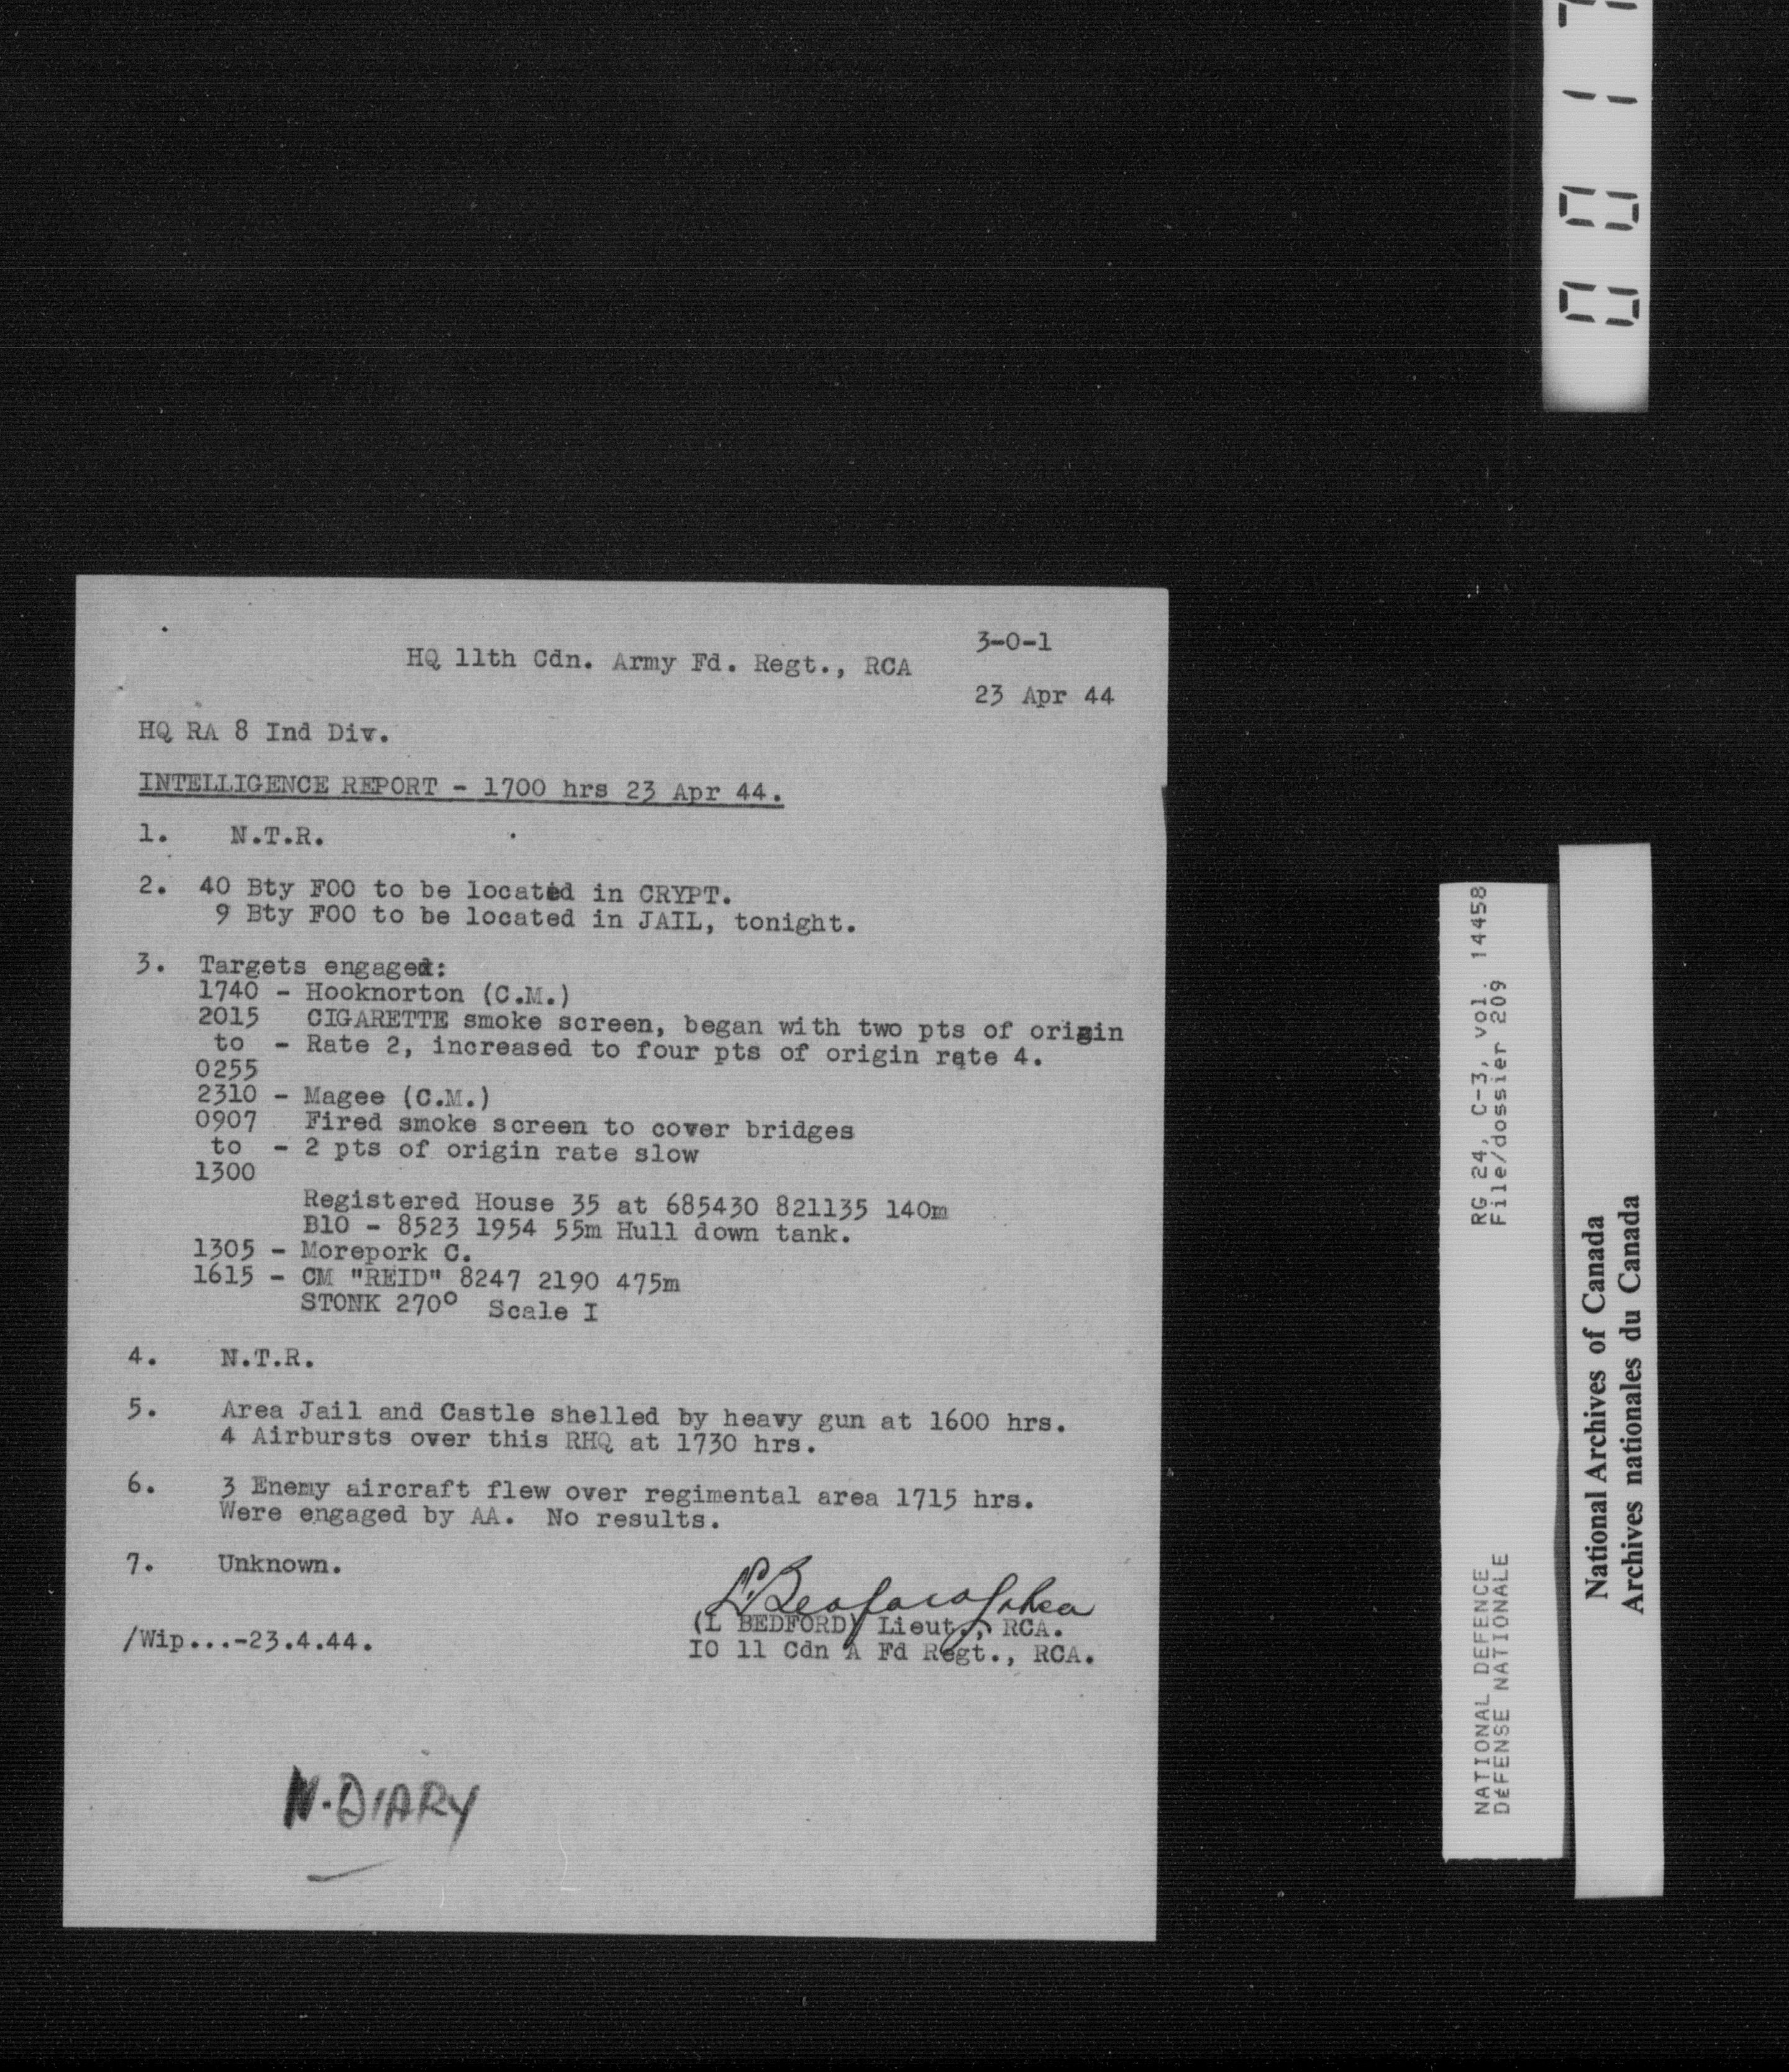 3-0-1
HQ 11th Cdn. Army Fd. Regt., RCA
23 Apr 44
HQ RA 8 Ind Div.
INTELLIGENCE REPORT - 1700 hrs 23 Apr 44.
1. N.T.R.
2. 40 Bty FOO to be located in CRYPT.
9 Bty FOO to be located in JAIL, tonight.
3. Targets engaged:
1740 - Hooknorton (C.M.)
2015 CIGARETTE smoke screen, began with two pts of origin
to - Rate 2, increased to four pts of origin rate 4.
0255
2310 - Magee (C.M.)
0907 Fired smoke screen to cover bridges
to - 2 pts of origin rate slow
1300
Registered House 35 at 685430 821135 140m
B10 - 8523 1954 55m Hull down tank.
1305 - Morepork C.
1615 - CM "REID" 8247 2190 475m
STONK 270° Scale I
4. N.T.R.
5. Area Jail and Castle shelled by heavy gun at 1600 hrs.
4 Airbursts over this RHQ at 1730 hrs.
6. 3 Enemy aircraft flew over regimental area 1715 hrs.
Were engaged by AA. No results.
7. Unknown.
(L BEDFORD) Lieut., RCA.
/Wip...-23.4.44.
IO 11 Cdn A Fd Regt., RCA.
W.DIARY
RG 24, C-3, vol. 14458
File/dossier 209
NATIONAL DEFENCE
DÉFENSE NATIONALE
National Archives of Canada
Archives nationales du Canada